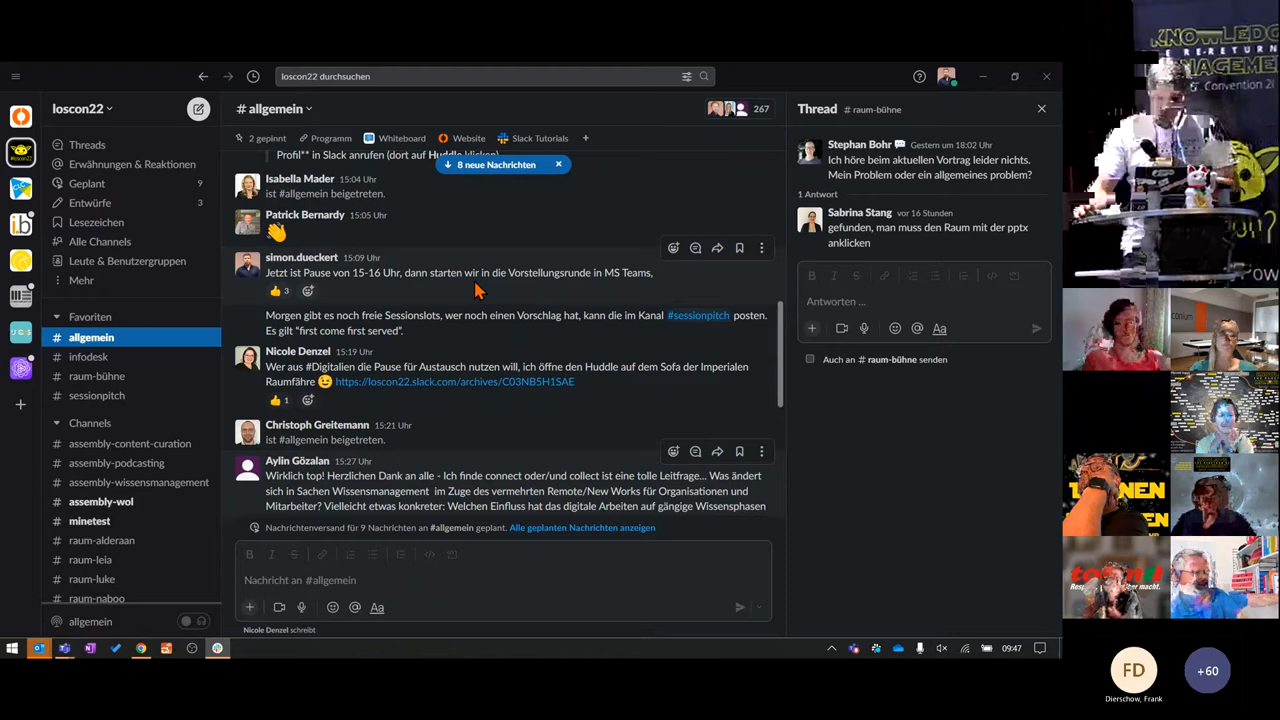 loscon22 durchsuchen
loscon22
Threads
Erwähnungen & Reaktionen
Geplant 9
Entwürfe 3
Lesezeichen
Alle Channels
Leute & Benutzergruppen
Mehr
Favoriten
allgemein
infodesk
raum-bühne
sessionpitch
Channels
# assembly-content-curation
# assembly-podcasting
# assembly-wissensmanagement
# assembly-wol
# minetest
# raum-alderaan
# raum-leia
# raum-luke
# raum-naboo
allgemein
# allgemein
267
2 gepinnt Programm Whiteboard Website Slack Tutorials +
Profil** in Slack anrufen (dort auf Huddle klicken)
8 neue Nachrichten
Isabella Mader 15:04 Uhr
ist #allgemein beigetreten.
Patrick Bernardy 15:05 Uhr
simon.dueckert 15:09 Uhr
Jetzt ist Pause von 15-16 Uhr, dann starten wir in die Vorstellungsrunde in MS Teams,
3
Morgen gibt es noch freie Sessionslots, wer noch einen Vorschlag hat, kann die im Kanal #sessionpitch posten.
Es gilt "first come first served".
Nicole Denzel 15:19 Uhr
Wer aus #Digitalien die Pause für Austausch nutzen will, ich öffne den Huddle auf dem Sofa der Imperialen
Raumfähre 😉 https://loscon22.slack.com/archives/C03NB5H1SAE
1
Christoph Greitemann 15:21 Uhr
ist #allgemein beigetreten.
Aylin Gözalan 15:27 Uhr
Wirklich top! Herzlichen Dank an alle - Ich finde connect oder/und collect ist eine tolle Leitfrage... Was ändert
sich in Sachen Wissensmanagement im Zuge des vermehrten Remote/New Works für Organisationen und
Mitarbeiter? Vielleicht etwas konkreter: Welchen Einfluss hat das digitale Arbeiten auf gängige Wissensphasen
Nachrichtenversand für 9 Nachrichten an #allgemein geplant. Alle geplanten Nachrichten anzeigen
Nachricht an #allgemein
Nicole Denzel schreibt
Thread # raum-bühne
Stephan Bohr Gestern um 18:02 Uhr
Ich höre beim aktuellen Vortrag leider nichts.
Mein Problem oder ein allgemeines problem?
1 Antwort
Sabrina Stang vor 16 Stunden
gefunden, man muss den Raum mit der pptx
anklicken
Antworten ...
Auch an # raum-bühne senden
09:47
KNOWLEDGE
MANAGEMENT
Convention
FD
Dierschow, Frank
+60